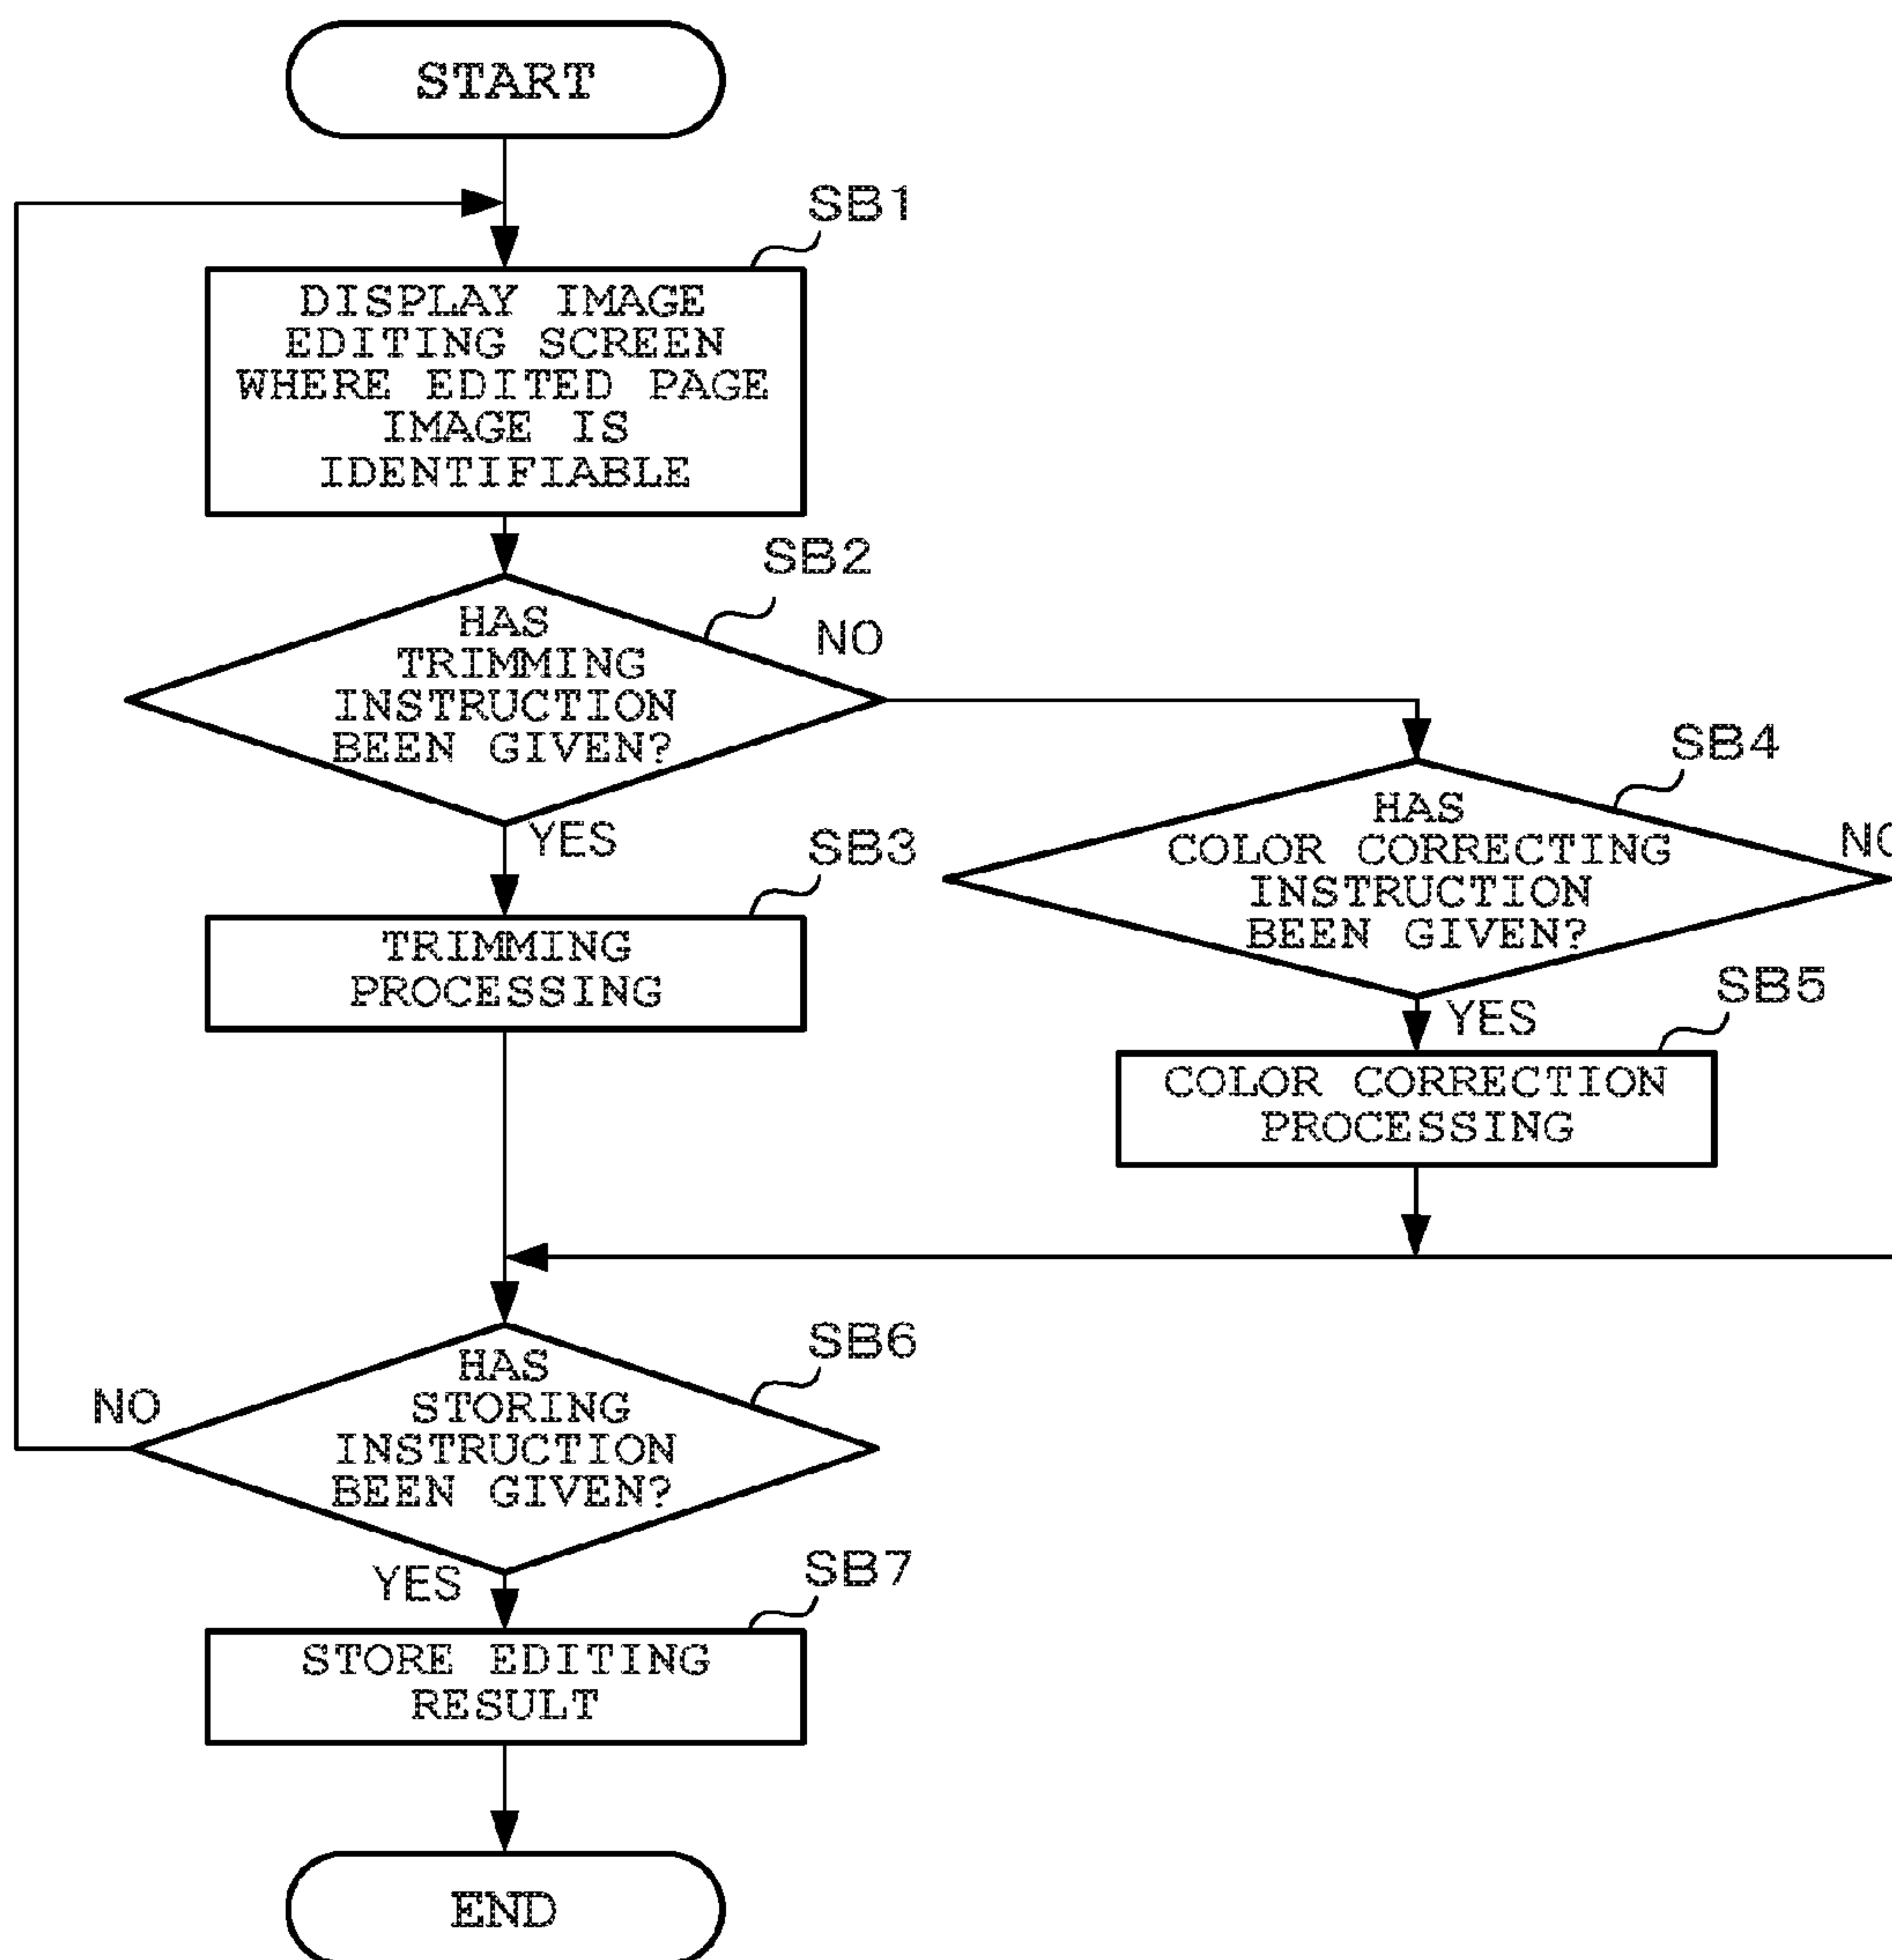 START
SB1
DISPLAY IMAGE
EDITING SCREEN
WHERE EDITED PAGE
IMAGE IS
IDENTIFIABLE
SB2
HAS
TRIMMING
INSTRUCTION
BEEN GIVEN?
NO
YES
SB3
TRIMMING
PROCESSING
SB4
HAS
COLOR CORRECTING
INSTRUCTION
BEEN GIVEN?
NO
YES
SB5
COLOR CORRECTION
PROCESSING
SB6
HAS
STORING
INSTRUCTION
BEEN GIVEN?
NO
YES
SB7
STORE EDITING
RESULT
END